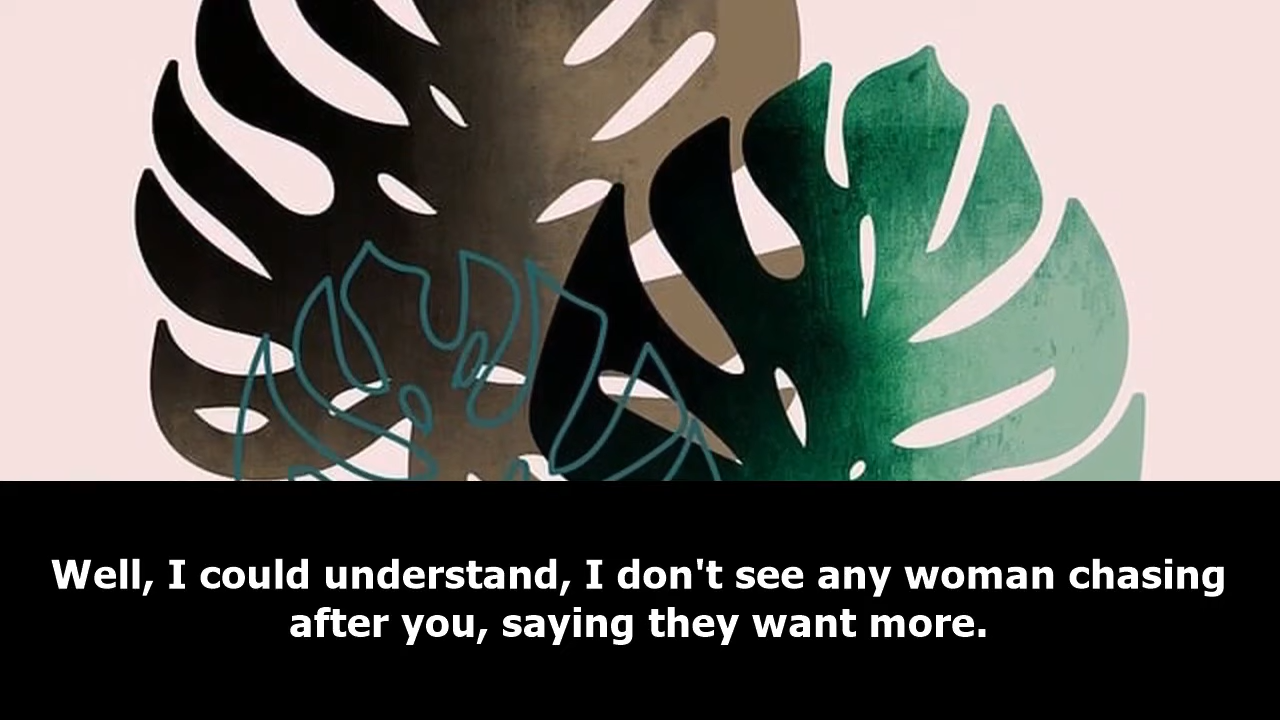 Well, I could understand, I don't see any woman chasing
after you, saying they want more.